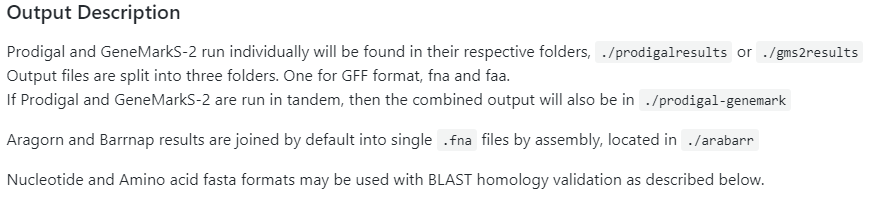 Output Description
Prodigal and GeneMarkS-2 run individually will be found in their respective folders, ./prodigalresults or ./gms2results
Output files are split into three folders. One for GFF format, fna and faa.
If Prodigal and GeneMarkS-2 are run in tandem, then the combined output will also be in ./prodigal-genemark
Aragorn and Barrnap results are joined by default into single .fna files by assembly, located in ./arabarr
Nucleotide and Amino acid fasta formats may be used with BLAST homology validation as described below.